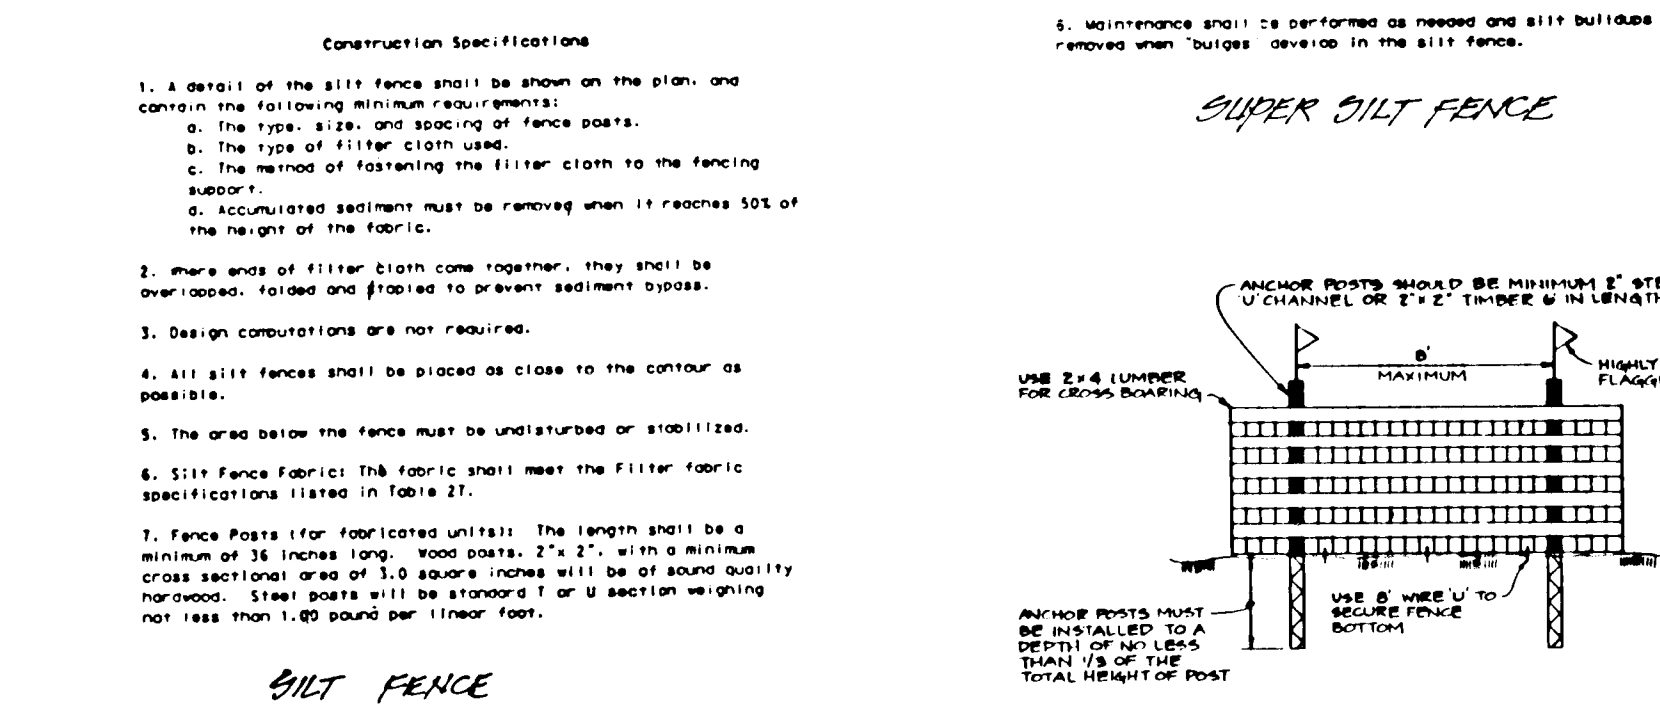 Construction Specifications
1. A detail of the silt fence shall be shown on the plan, and
contain the following minimum requirements:
a. The type, size, and spacing of fence posts.
b. The type of filter cloth used.
c. The method of fastening the filter cloth to the fencing
support.
d. Accumulated sediment must be removed when it reaches 50% of
the height of the fabric.
2. Where ends of filter cloth come together, they shall be
overlapped, folded and stapled to prevent sediment bypass.
3. Design computations are not required.
4. All silt fences shall be placed as close to the contour as
possible.
5. The area below the fence must be undisturbed or stabilized.
6. Silt Fence Fabric: The fabric shall meet the Filter fabric
specifications listed in Table 27.
7. Fence Posts (for fabricated units): The length shall be a
minimum of 36 inches long. Wood posts, 2"x 2", with a minimum
cross sectional area of 3.0 square inches will be of sound quality
hardwood. Steel posts will be standard T or U section weighing
not less than 1.00 pound per linear foot.
SILT FENCE
6. Maintenance shall be performed as needed and silt buildups
removed when "bulges" develop in the silt fence.
SUPER SILT FENCE
ANCHOR POSTS SHOULD BE MINIMUM 2" STE
'U' CHANNEL OR 2"x 2" TIMBER 6' IN LENGTH
8'
MAXIMUM
HIGHLY
FLAGG
USE 2x4 LUMBER
FOR CROSS BOARING
USE 8' WIRE 'U' TO
SECURE FENCE
BOTTOM
ANCHOR POSTS MUST
BE INSTALLED TO A
DEPTH OF NO LESS
THAN 1/3 OF THE
TOTAL HEIGHT OF POST